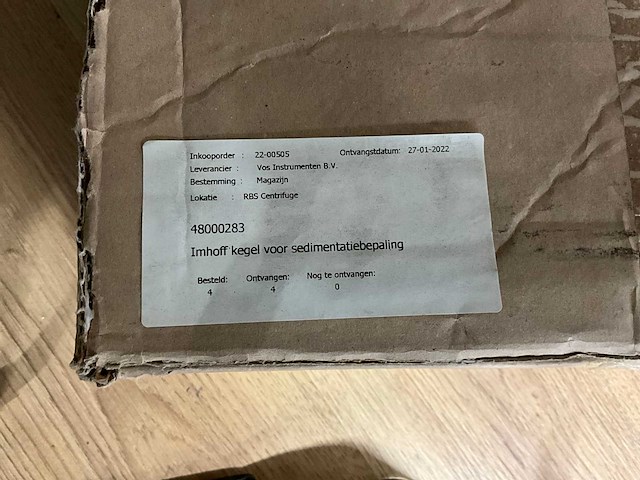 Inkooporder : 22-00505 Ontvangstdatum: 27-01-2022
Leverancier : Vos Instrumenten B.V.
Bestemming : Magazijn
Lokatie : RBS Centrifuge
48000283
Imhoff kegel voor sedimentatiebepaling
Besteld: Ontvangen: Nog te ontvangen:
4 4 0